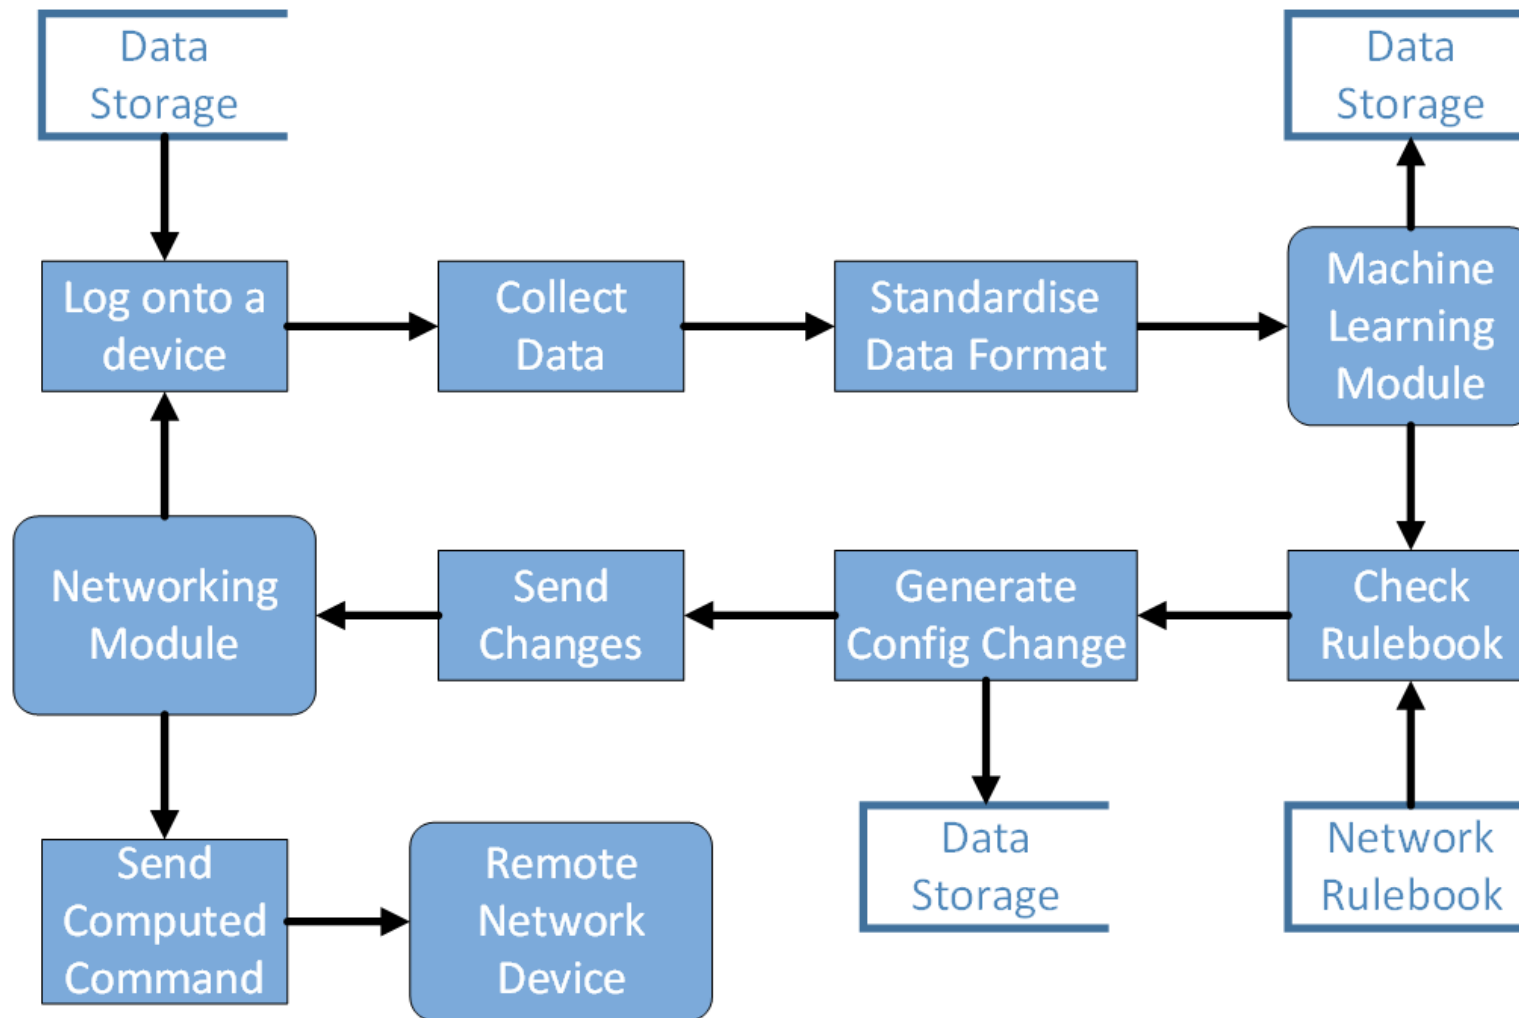 Data
Storage
Data
Storage
Log onto a
device
Collect
Data
Standardise
Data Format
Machine
Learning
Module
Networking
Module
Send
Changes
Generate
Config Change
Check
Rulebook
Send
Computed
Command
Remote
Network
Device
Data
Storage
Network
Rulebook